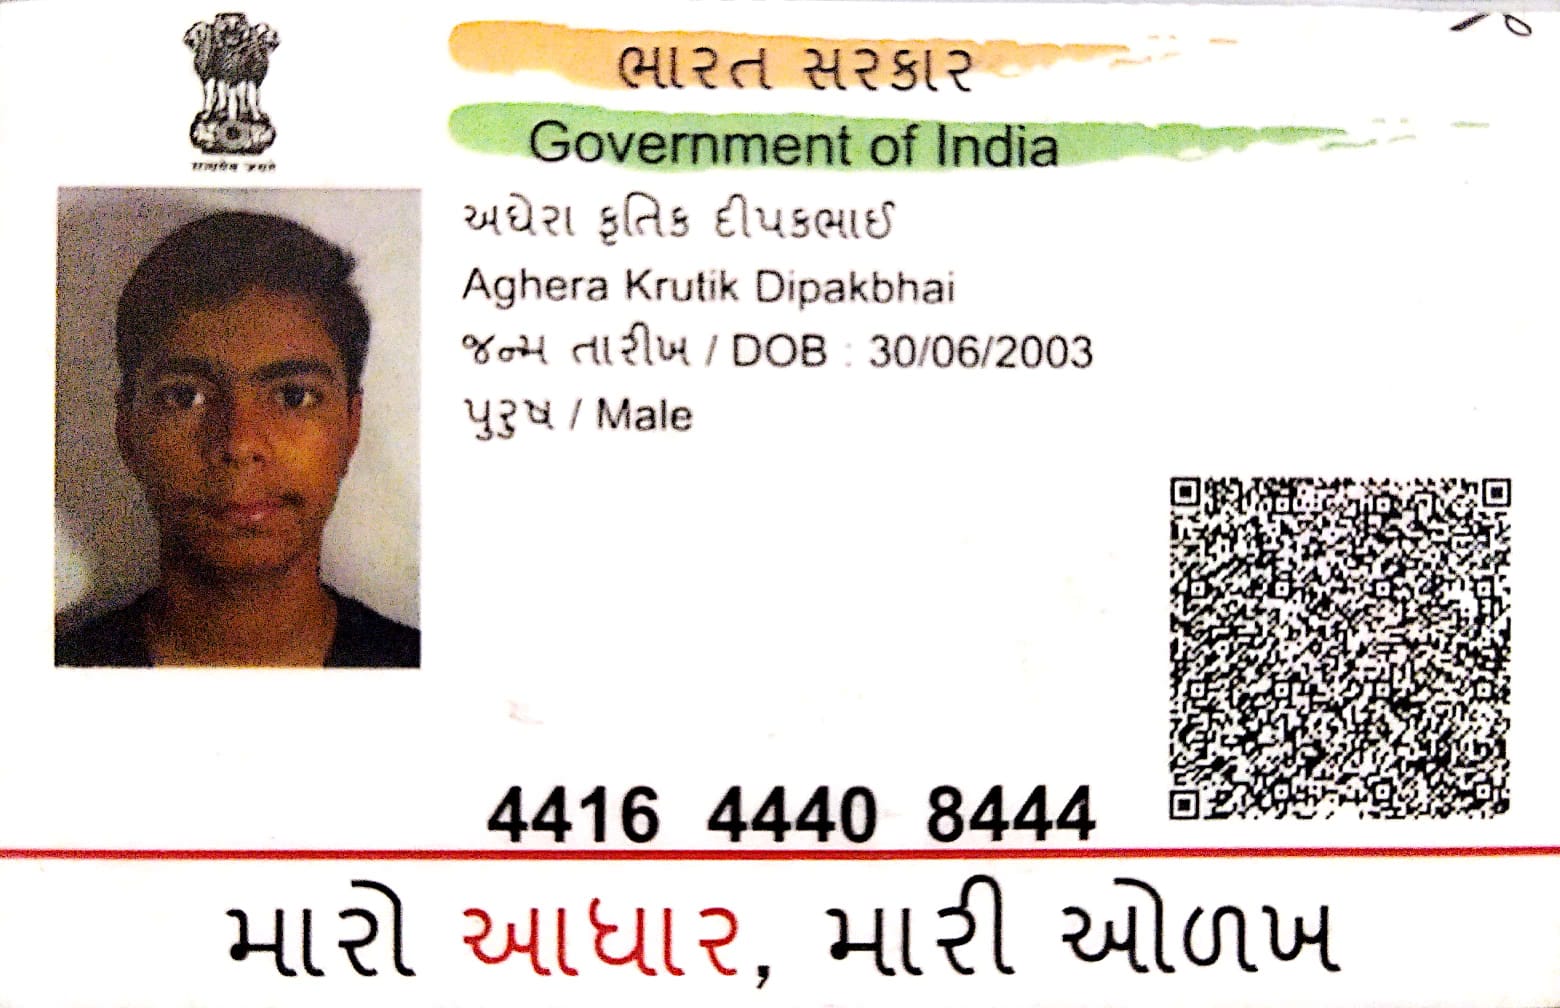 ભારત સરકાર
Government of India
सत्यमेव जयते
અઘેરા કૃતિક દીપકભાઈ
Aghera Krutik Dipakbhai
જન્મ તારીખ / DOB : 30/06/2003
પુરુષ / Male
4416 4440 8444
મારો આધાર, મારી ઓળખ